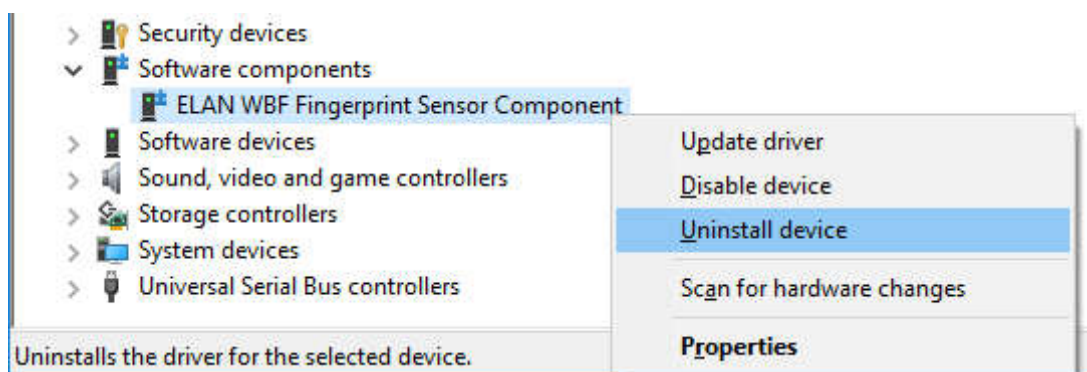 Security devices
Software components
ELAN WBF Fingerprint Sensor Component
Software devices
Sound, video and game controllers
Storage controllers
System devices
Universal Serial Bus controllers
Uninstalls the driver for the selected device.
Update driver
Disable device
Uninstall device
Scan for hardware changes
Properties